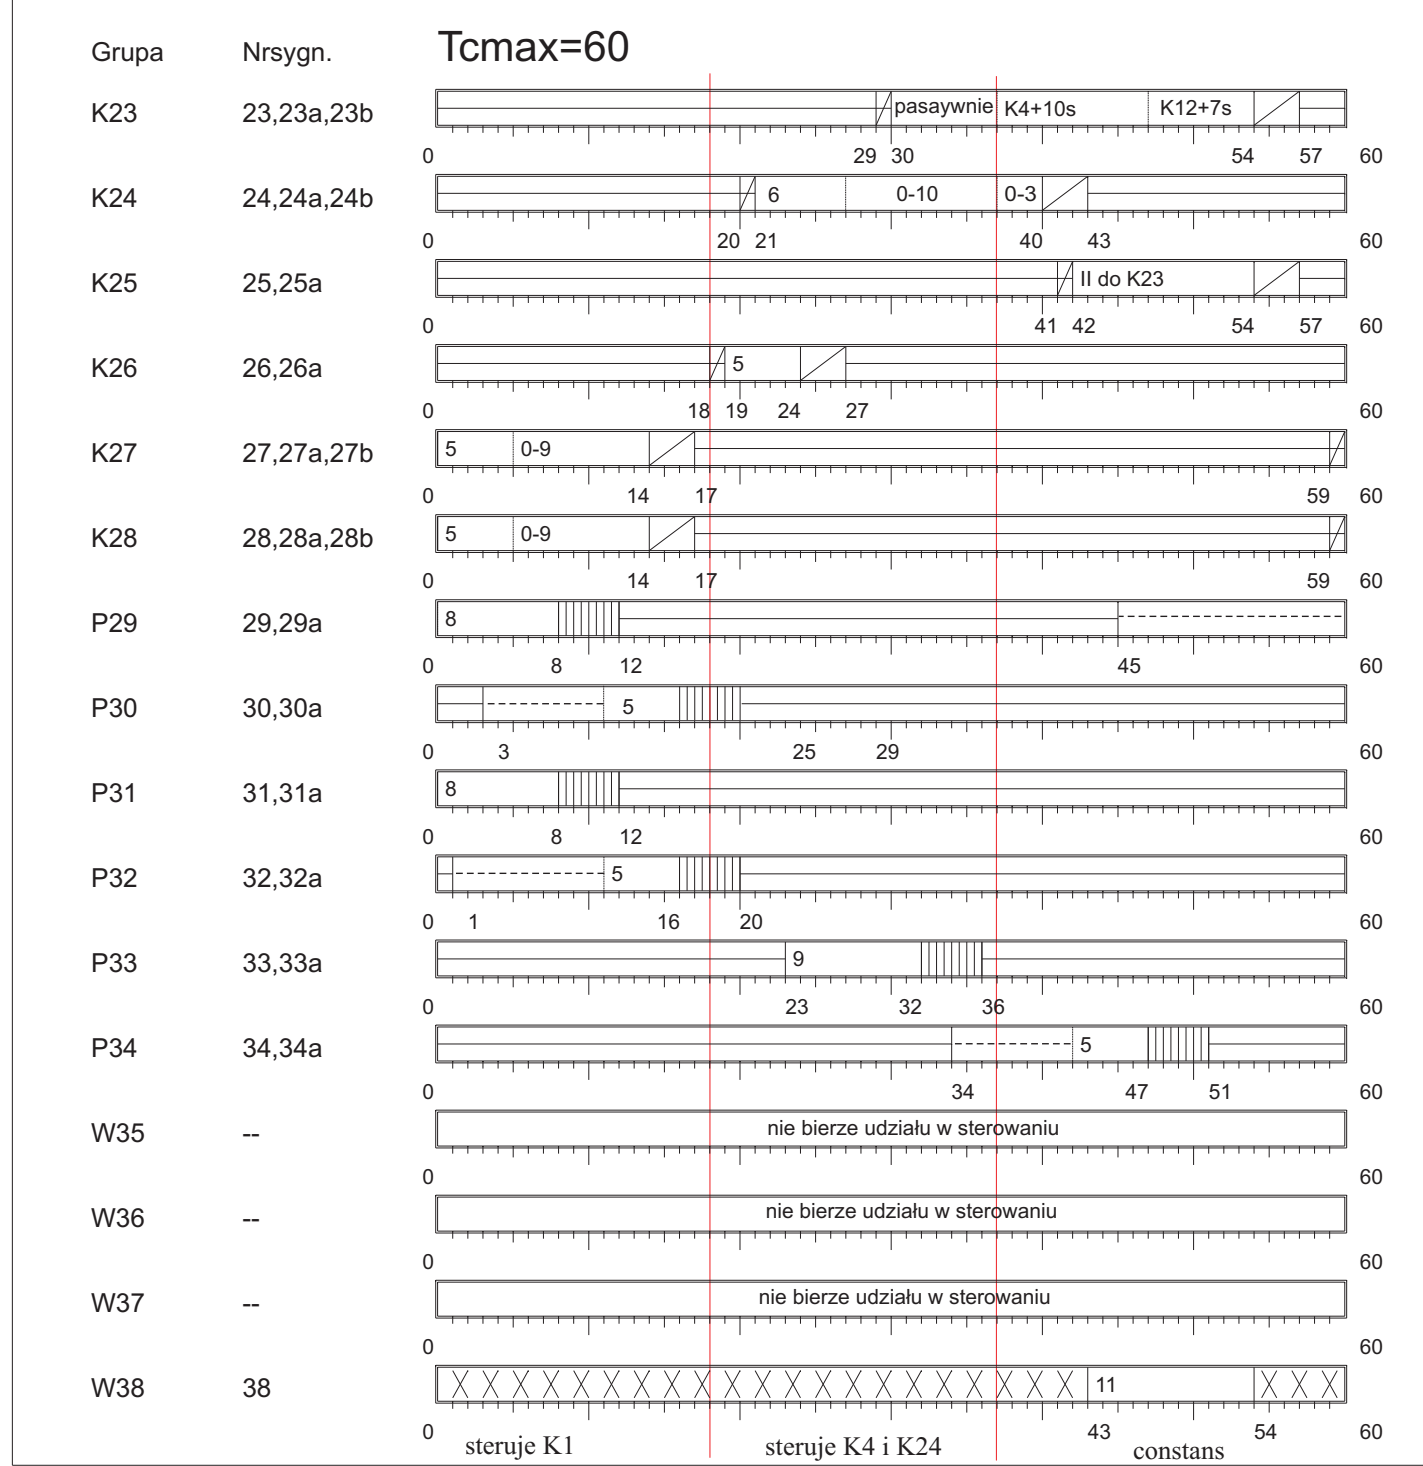 Grupa Nrsygn. Tcmax=60
K23 23,23a,23b pasaywnie K4+10s K12+7s
0 29 30 54 57 60
K24 24,24a,24b 6 0-10 0-3
0 20 21 40 43 60
K25 25,25a II do K23
0 41 42 54 57 60
K26 26,26a 5
0 18 19 24 27 60
K27 27,27a,27b 5 0-9
0 14 17 59 60
K28 28,28a,28b 5 0-9
0 14 17 59 60
P29 29,29a 8
0 8 12 45 60
P30 30,30a 5
0 3 25 29 60
P31 31,31a 8
0 8 12 60
P32 32,32a 5
0 1 16 20 60
P33 33,33a 9
0 23 32 36 60
P34 34,34a 5
0 34 47 51 60
W35 -- nie bierze udziału w sterowaniu
0 60
W36 -- nie bierze udziału w sterowaniu
0 60
W37 -- nie bierze udziału w sterowaniu
0 60
W38 38 11
0 43 54 60
steruje K1 steruje K4 i K24 constans